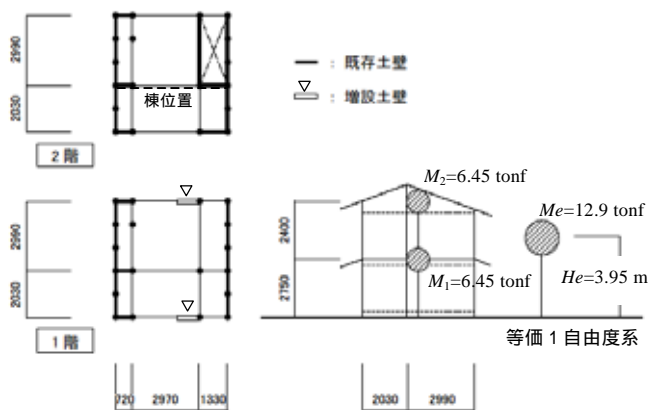 2990
2030
棟位置
2 階
━ : 既存土壁
▽
: 増設土壁
▽
2990
2030
▽
1 階
720
2970
1330
M₂=6.45 tonf
M₁=6.45 tonf
2400
2750
2030
2990
Me=12.9 tonf
He=3.95 m
等価 1 自由度系